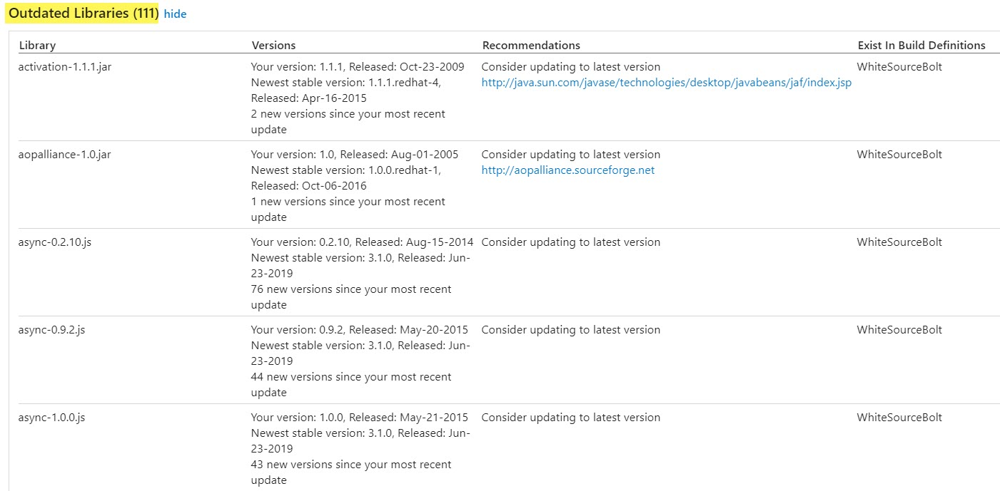 Outdated Libraries (111) hide
Library Versions Recommendations Exist In Build Definitions
activation-1.1.1.jar
Your version: 1.1.1, Released: Oct-23-2009
Newest stable version: 1.1.1.redhat-4,
Released: Apr-16-2015
2 new versions since your most recent
update
Consider updating to latest version
http://java.sun.com/javase/technologies/desktop/javabeans/jaf/index.jsp
WhiteSourceBolt
aopalliance-1.0.jar
Your version: 1.0, Released: Aug-01-2005
Newest stable version: 1.0.0.redhat-1,
Released: Oct-06-2016
1 new versions since your most recent
update
Consider updating to latest version
http://aopalliance.sourceforge.net
WhiteSourceBolt
async-0.2.10.js
Your version: 0.2.10, Released: Aug-15-2014
Newest stable version: 3.1.0, Released: Jun-
23-2019
76 new versions since your most recent
update
Consider updating to latest version
WhiteSourceBolt
async-0.9.2.js
Your version: 0.9.2, Released: May-20-2015
Newest stable version: 3.1.0, Released: Jun-
23-2019
44 new versions since your most recent
update
Consider updating to latest version
WhiteSourceBolt
async-1.0.0.js
Your version: 1.0.0, Released: May-21-2015
Newest stable version: 3.1.0, Released: Jun-
23-2019
43 new versions since your most recent
update
Consider updating to latest version
WhiteSourceBolt